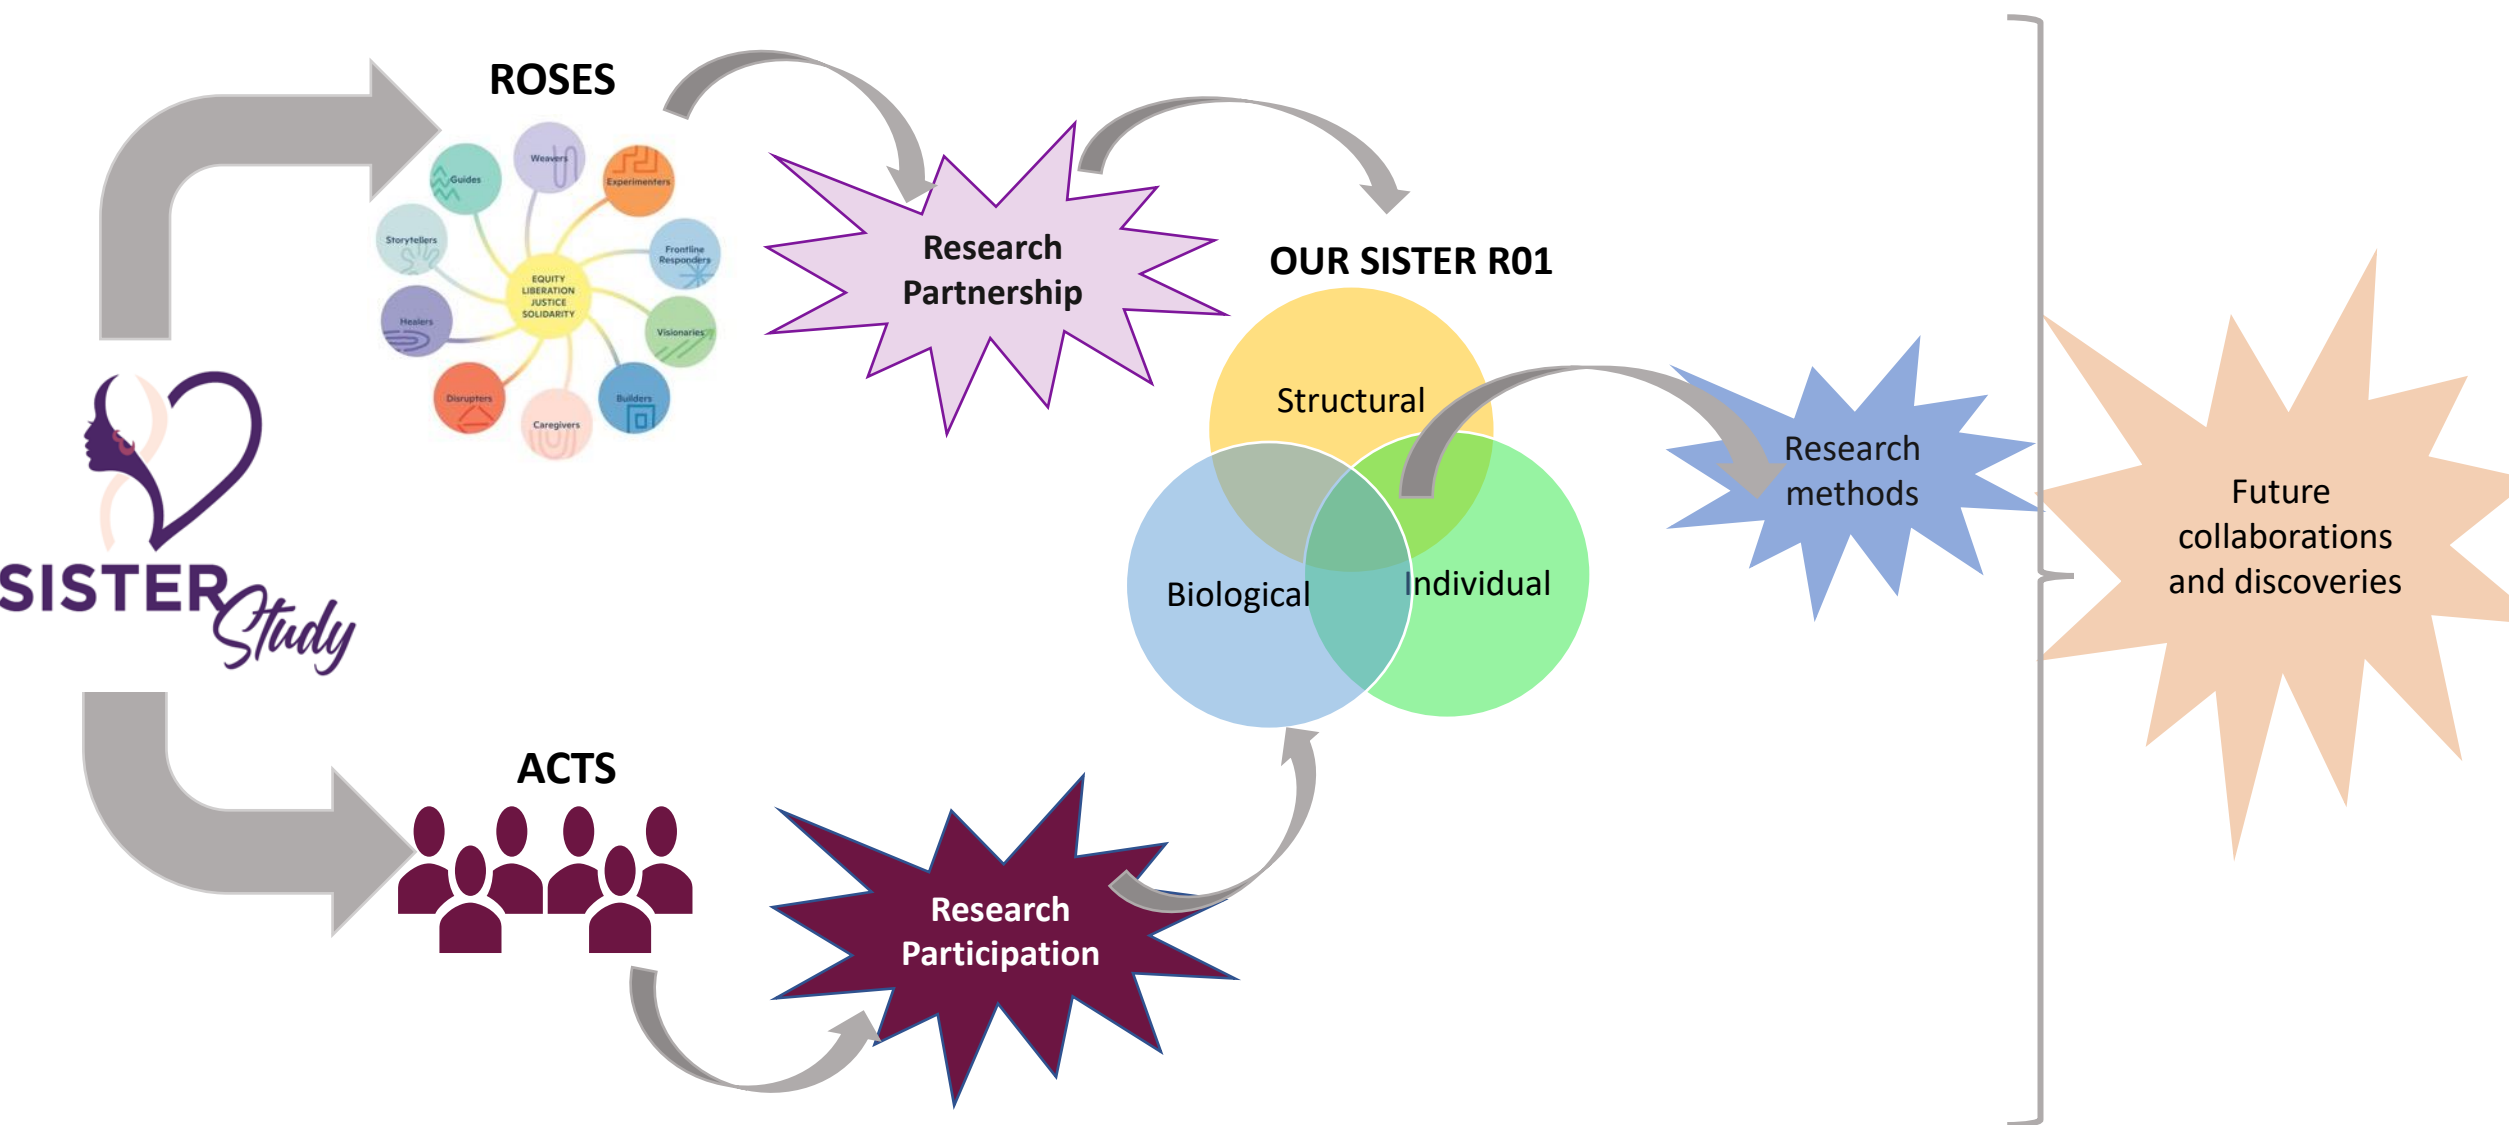 SISTER
Study
ROSES
Weavers
Guides
Experimenters
Storytellers
Frontline
Responders
EQUITY
LIBERATION
JUSTICE
SOLIDARITY
Healers
Visionaries
Disrupters
Builders
Caregivers
Research
Partnership
OUR SISTER R01
Structural
Biological
Individual
ACTS
Research
Participation
Research
methods
Future
collaborations
and discoveries